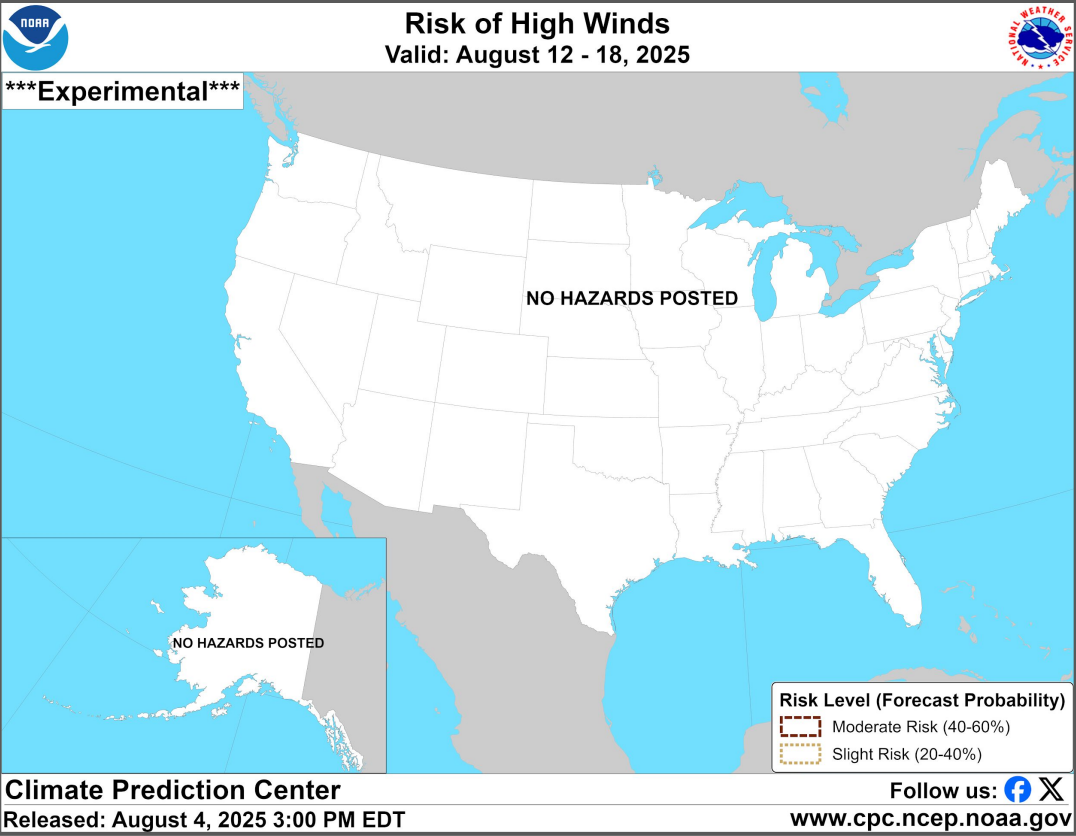 NOAA
Risk of High Winds
Valid: August 12 - 18, 2025
NATIONAL WEATHER SERVICE
***Experimental***
NO HAZARDS POSTED
NO HAZARDS POSTED
Risk Level (Forecast Probability)
Moderate Risk (40-60%)
Slight Risk (20-40%)
Climate Prediction Center
Follow us:
Released: August 4, 2025 3:00 PM EDT
www.cpc.ncep.noaa.gov